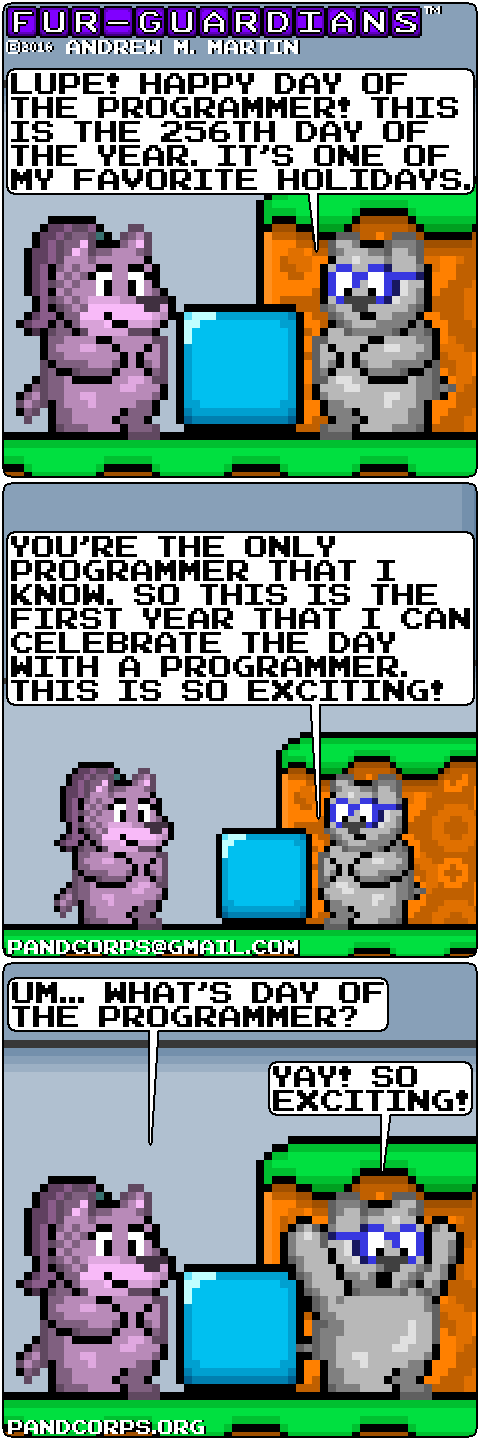 FUR-GUARDIANS™
©2016 ANDREW M. MARTIN
LUPE! HAPPY DAY OF
THE PROGRAMMER! THIS
IS THE 256TH DAY OF
THE YEAR. IT'S ONE OF
MY FAVORITE HOLIDAYS.
YOU'RE THE ONLY
PROGRAMMER THAT I
KNOW. SO THIS IS THE
FIRST YEAR THAT I CAN
CELEBRATE THE DAY
WITH A PROGRAMMER.
THIS IS SO EXCITING!
PANDCORPS@GMAIL.COM
UM... WHAT'S DAY OF
THE PROGRAMMER?
YAY! SO
EXCITING!
PANDCORPS.ORG